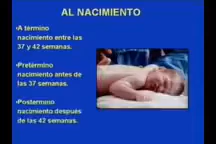 AL NACIMIENTO
•A término
nacimiento entre las
37 y 42 semanas.
•Pretérmino
nacimiento antes de
las 37 semanas.
•Postermino
nacimiento después
de las 42 semanas.